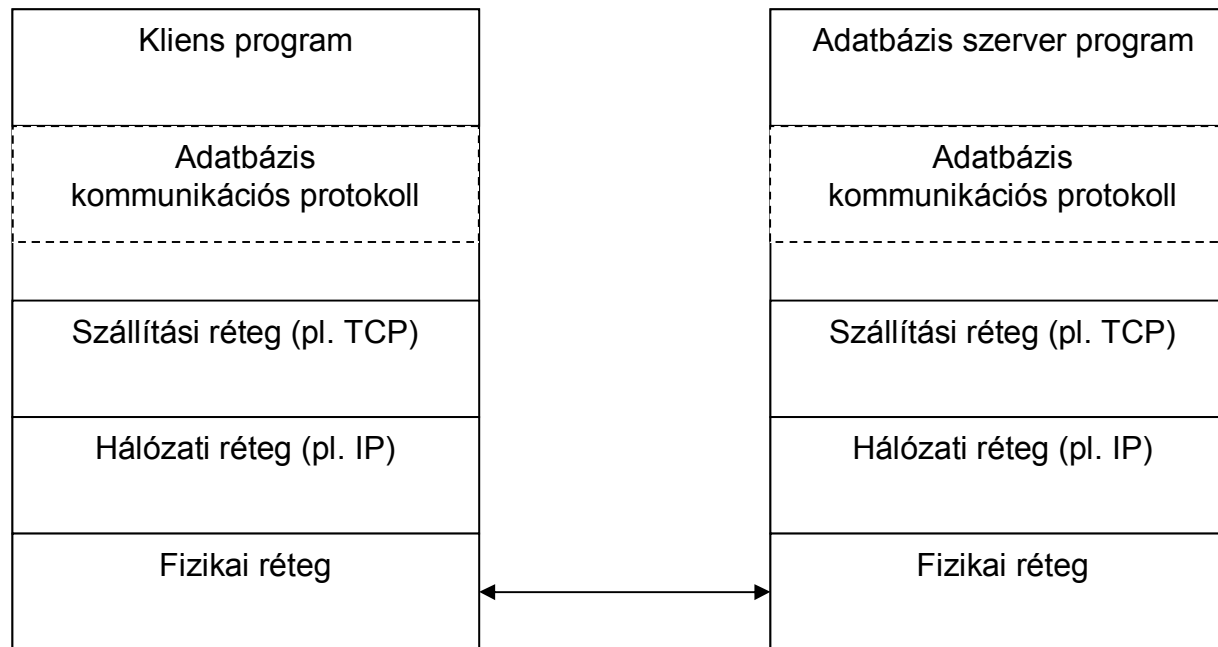 Kliens program
Adatbázis
kommunikációs protokoll
Szállítási réteg (pl. TCP)
Hálózati réteg (pl. IP)
Fizikai réteg
Adatbázis szerver program
Adatbázis
kommunikációs protokoll
Szállítási réteg (pl. TCP)
Hálózati réteg (pl. IP)
Fizikai réteg